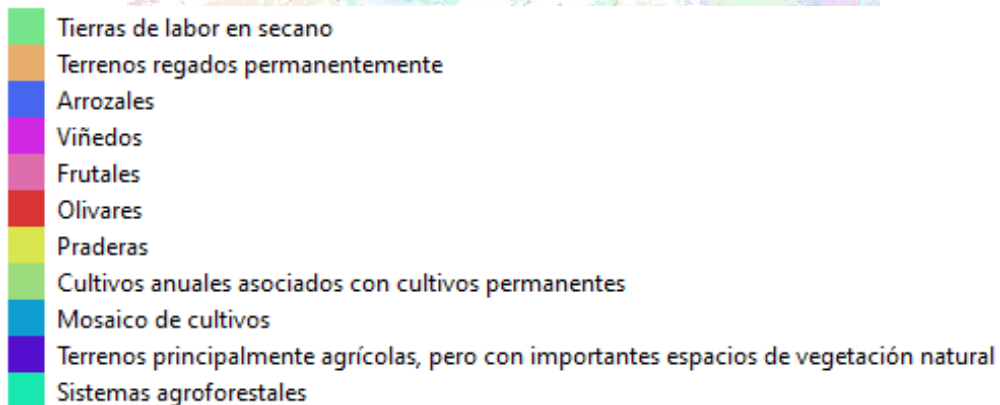 Tierras de labor en secano
Terrenos regados permanentemente
Arrozales
Viñedos
Frutales
Olivares
Praderas
Cultivos anuales asociados con cultivos permanentes
Mosaico de cultivos
Terrenos principalmente agrícolas, pero con importantes espacios de vegetación natural
Sistemas agroforestales